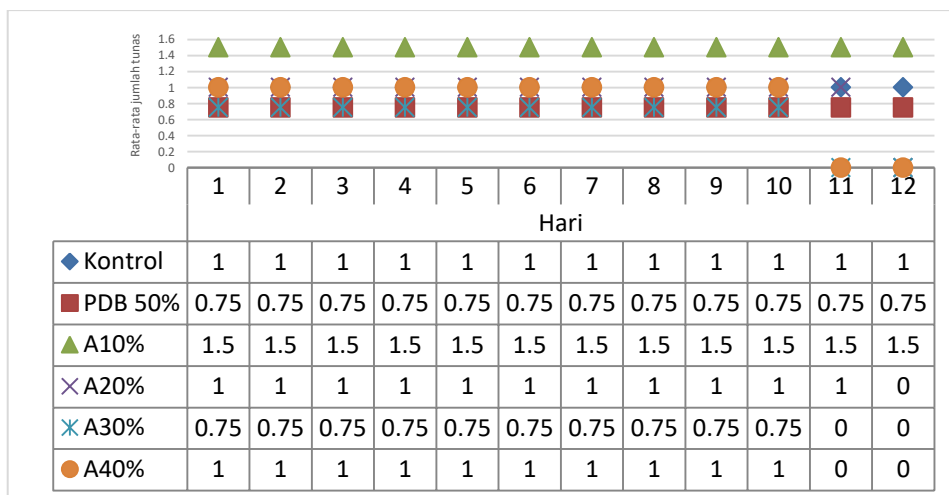 Rata-rata jumlah tunas
1.6
1.4
1.2
1
0.8
0.6
0.4
0.2
0
1 2 3 4 5 6 7 8 9 10 11 12
Hari
Kontrol 1 1 1 1 1 1 1 1 1 1 1 1
PDB 50% 0.75 0.75 0.75 0.75 0.75 0.75 0.75 0.75 0.75 0.75 0.75 0.75
A10% 1.5 1.5 1.5 1.5 1.5 1.5 1.5 1.5 1.5 1.5 1.5 1.5
A20% 1 1 1 1 1 1 1 1 1 1 1 0
A30% 0.75 0.75 0.75 0.75 0.75 0.75 0.75 0.75 0.75 0.75 0 0
A40% 1 1 1 1 1 1 1 1 1 1 0 0